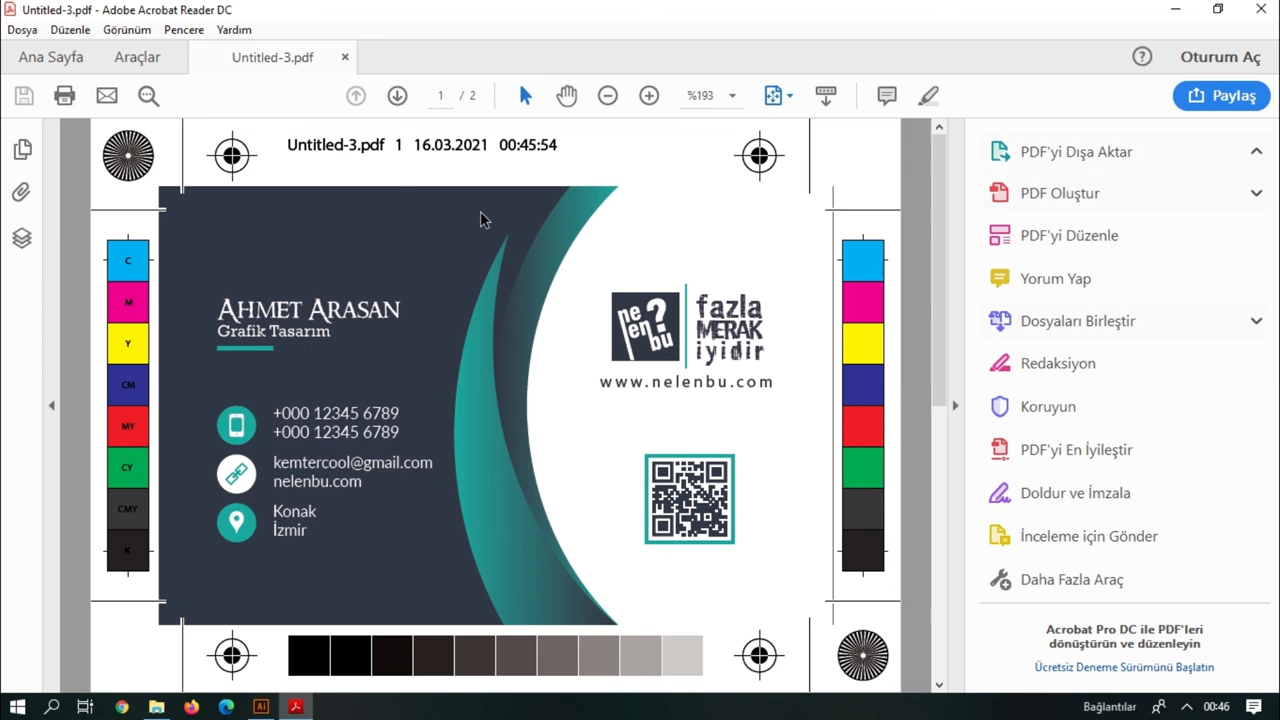 Untitled-3.pdf - Adobe Acrobat Reader DC
Dosya Düzenle Görünüm Pencere Yardım
Ana Sayfa Araçlar Untitled-3.pdf × Oturum Aç
1 / 2 %193 Paylaş
Untitled-3.pdf 1 16.03.2021 00:45:54
C
M
Y
CM
MY
CY
CMY
K
Ahmet Arasan
Grafik Tasarım
+000 12345 6789
+000 12345 6789
kemtercool@gmail.com
nelenbu.com
Konak
İzmir
ne
len
bu
?
fazla
MERAK
iyidir
www.nelenbu.com
PDF'yi Dışa Aktar
PDF Oluştur
PDF'yi Düzenle
Yorum Yap
Dosyaları Birleştir
Redaksiyon
Koruyun
PDF'yi En İyileştir
Doldur ve İmzala
İnceleme için Gönder
Daha Fazla Araç
Acrobat Pro DC ile PDF'leri
dönüştürün ve düzenleyin
Ücretsiz Deneme Sürümünü Başlatın
Ai
Bağlantılar 00:46